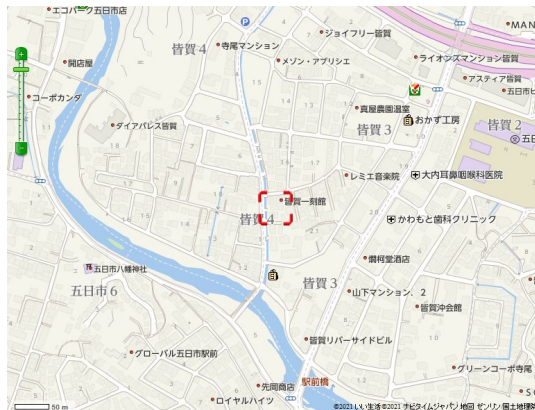 エコパーク五日市店
ジョイフリー皆賀
MAN
皆賀 4
寺尾マンション
開店屋
メゾン・アプリシエ
ライオンズマンション皆賀
アスティア皆賀
コーポカンダ
真屋農園温室
五日市ビ
おかず工房
ダイアパレス皆賀
皆賀 3
皆賀 2
五日
レミエ音楽院
大内耳鼻咽喉科医院
皆賀一刻館
皆賀 4
かわもと歯科クリニック
五日市八幡神社
燗柯堂酒店
五日市 6
皆賀 3
山下マンション．2
皆賀沖会館
皆賀リバーサイドビル
グローバル五日市駅前
グリーンコーポ寺尾
駅前橋
先岡商店
ロイヤルハイツ
50 m
©2021 いい生活 ©2021 ナビタイムジャパン 地図 ゼンリン/国土地理院